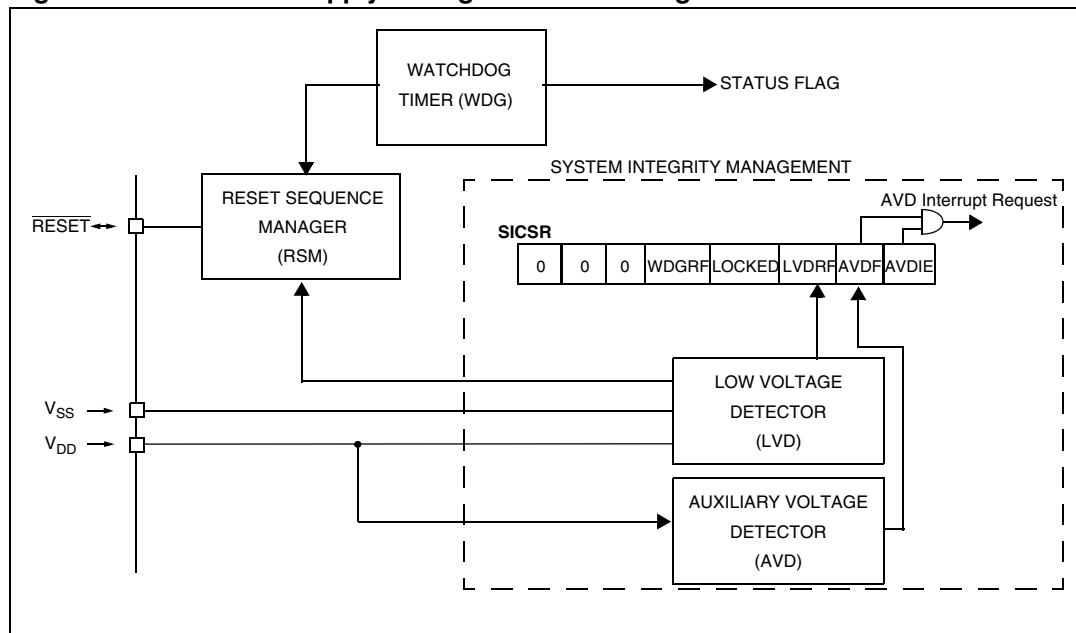 WATCHDOG
TIMER (WDG)
STATUS FLAG
SYSTEM INTEGRITY MANAGEMENT
RESET SEQUENCE
MANAGER
(RSM)
RESET
AVD Interrupt Request
SICSR
0 0 0 WDGRF LOCKED LVDRF AVDF AVDIE
LOW VOLTAGE
DETECTOR
(LVD)
VSS
VDD
AUXILIARY VOLTAGE
DETECTOR
(AVD)